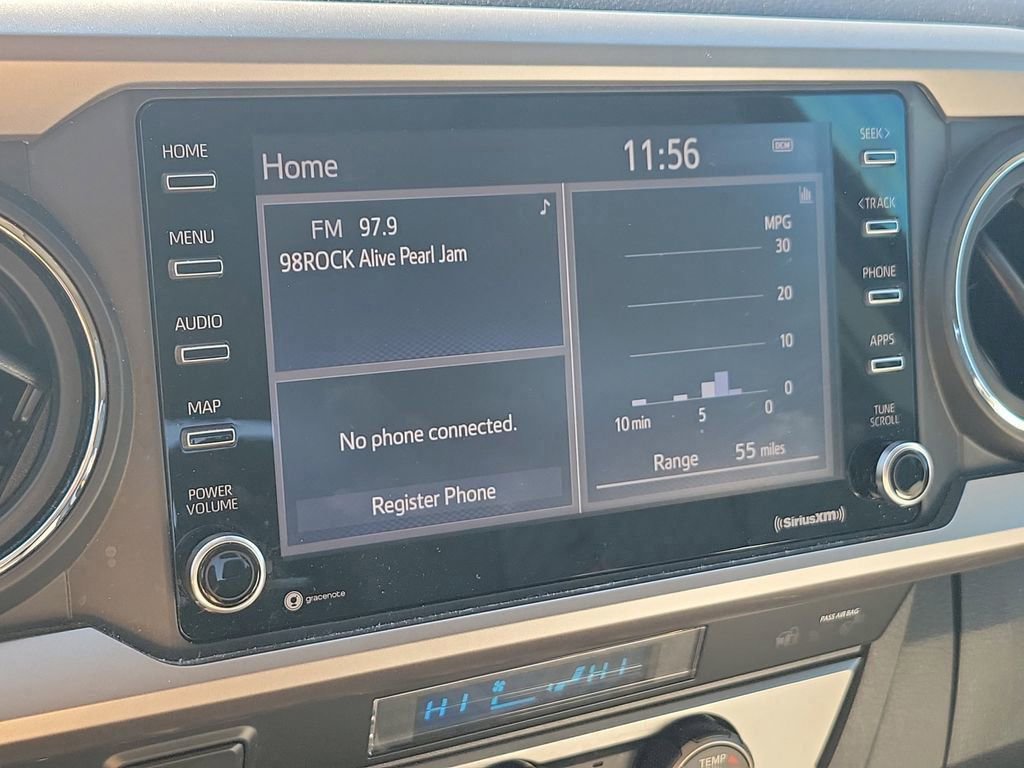 HOME
MENU
AUDIO
MAP
POWER
VOLUME
Home
11:56
DCM
FM 97.9
98ROCK Alive Pearl Jam
No phone connected.
Register Phone
MPG
30
20
10
0
10 min
5
0
Range 55 miles
SEEK >
< TRACK
PHONE
APPS
TUNE
SCROLL
((SiriusXM))
gracenote
PASS AIR BAG
HI HI
TEMP